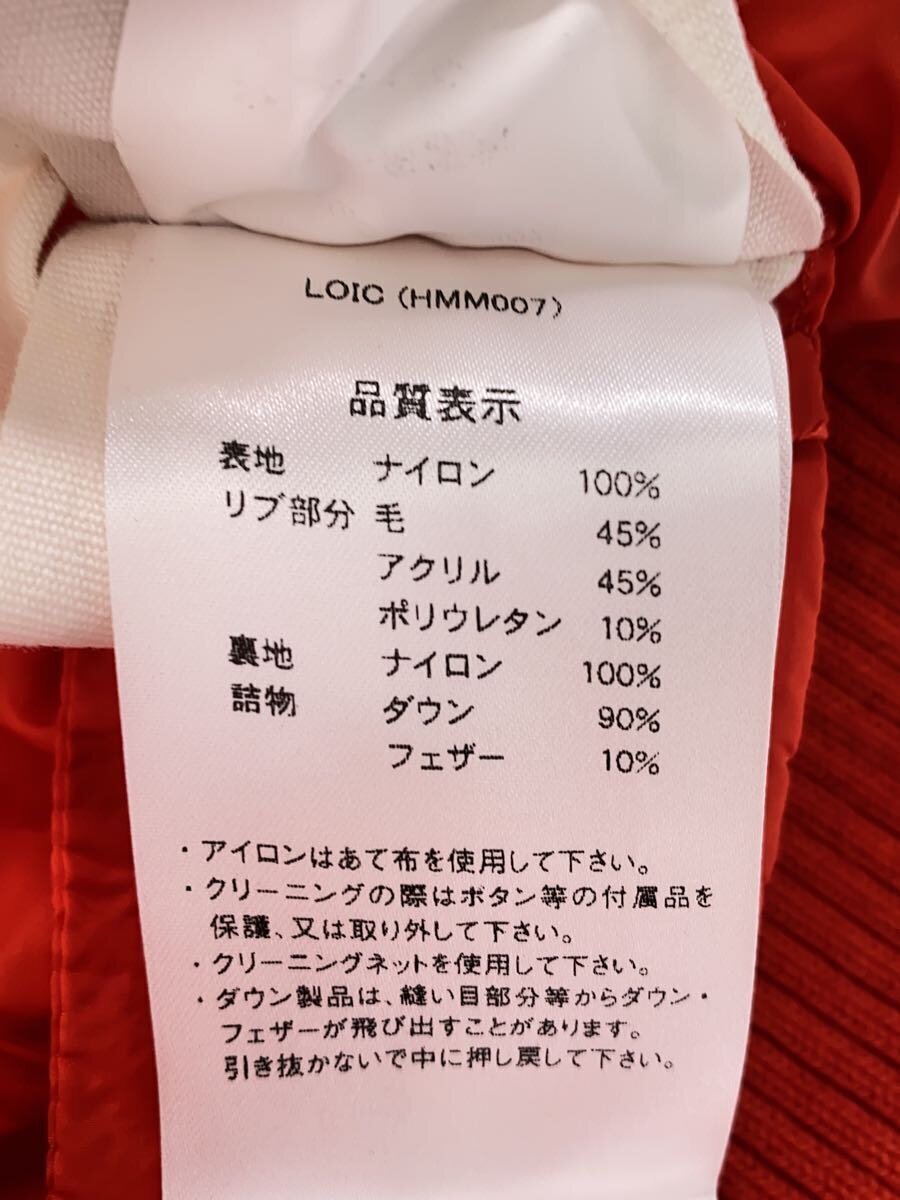 LOIC (HMM007)
品質表示
表地 ナイロン 100%
リブ部分 毛 45%
アクリル 45%
ポリウレタン 10%
裏地 ナイロン 100%
詰物 ダウン 90%
フェザー 10%
・アイロンはあて布を使用して下さい。
・クリーニングの際はボタン等の付属品を
保護、又は取り外して下さい。
・クリーニングネットを使用して下さい。
・ダウン製品は、縫い目部分等からダウン・
フェザーが飛び出すことがあります。
引き抜かないで中に押し戻して下さい。